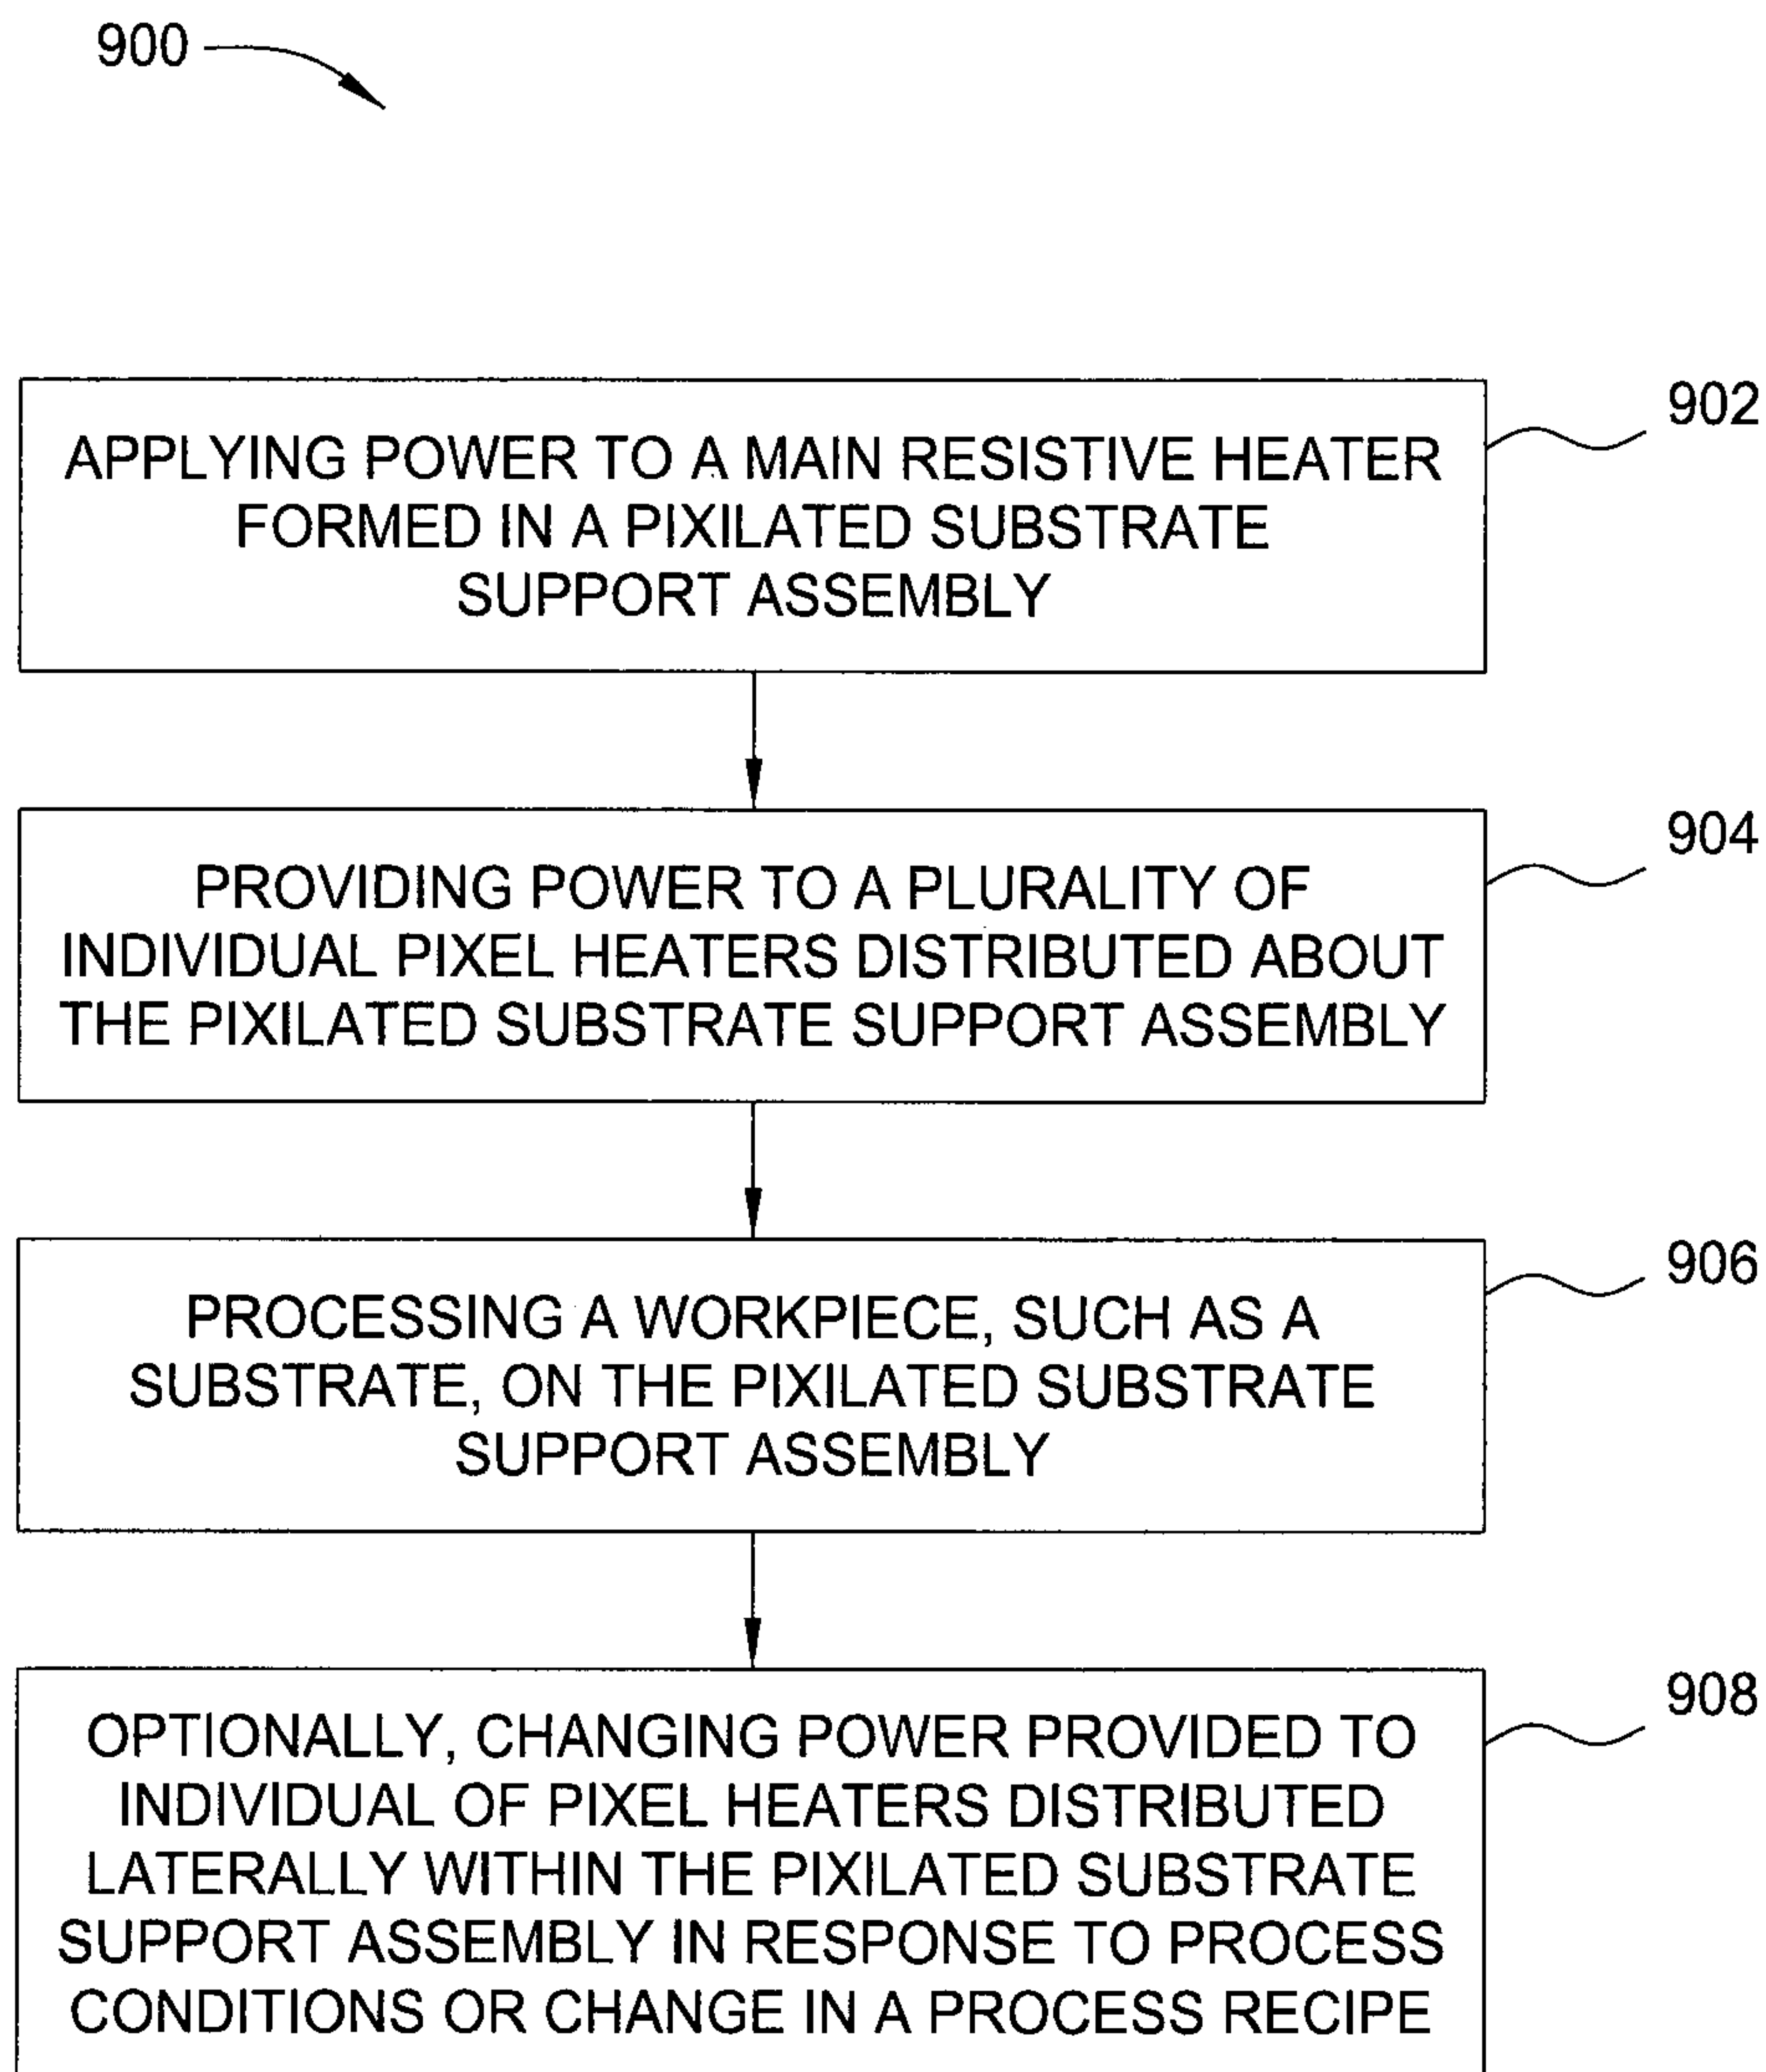 900
902
APPLYING POWER TO A MAIN RESISTIVE HEATER
FORMED IN A PIXILATED SUBSTRATE
SUPPORT ASSEMBLY
904
PROVIDING POWER TO A PLURALITY OF
INDIVIDUAL PIXEL HEATERS DISTRIBUTED ABOUT
THE PIXILATED SUBSTRATE SUPPORT ASSEMBLY
906
PROCESSING A WORKPIECE, SUCH AS A
SUBSTRATE, ON THE PIXILATED SUBSTRATE
SUPPORT ASSEMBLY
908
OPTIONALLY, CHANGING POWER PROVIDED TO
INDIVIDUAL OF PIXEL HEATERS DISTRIBUTED
LATERALLY WITHIN THE PIXILATED SUBSTRATE
SUPPORT ASSEMBLY IN RESPONSE TO PROCESS
CONDITIONS OR CHANGE IN A PROCESS RECIPE